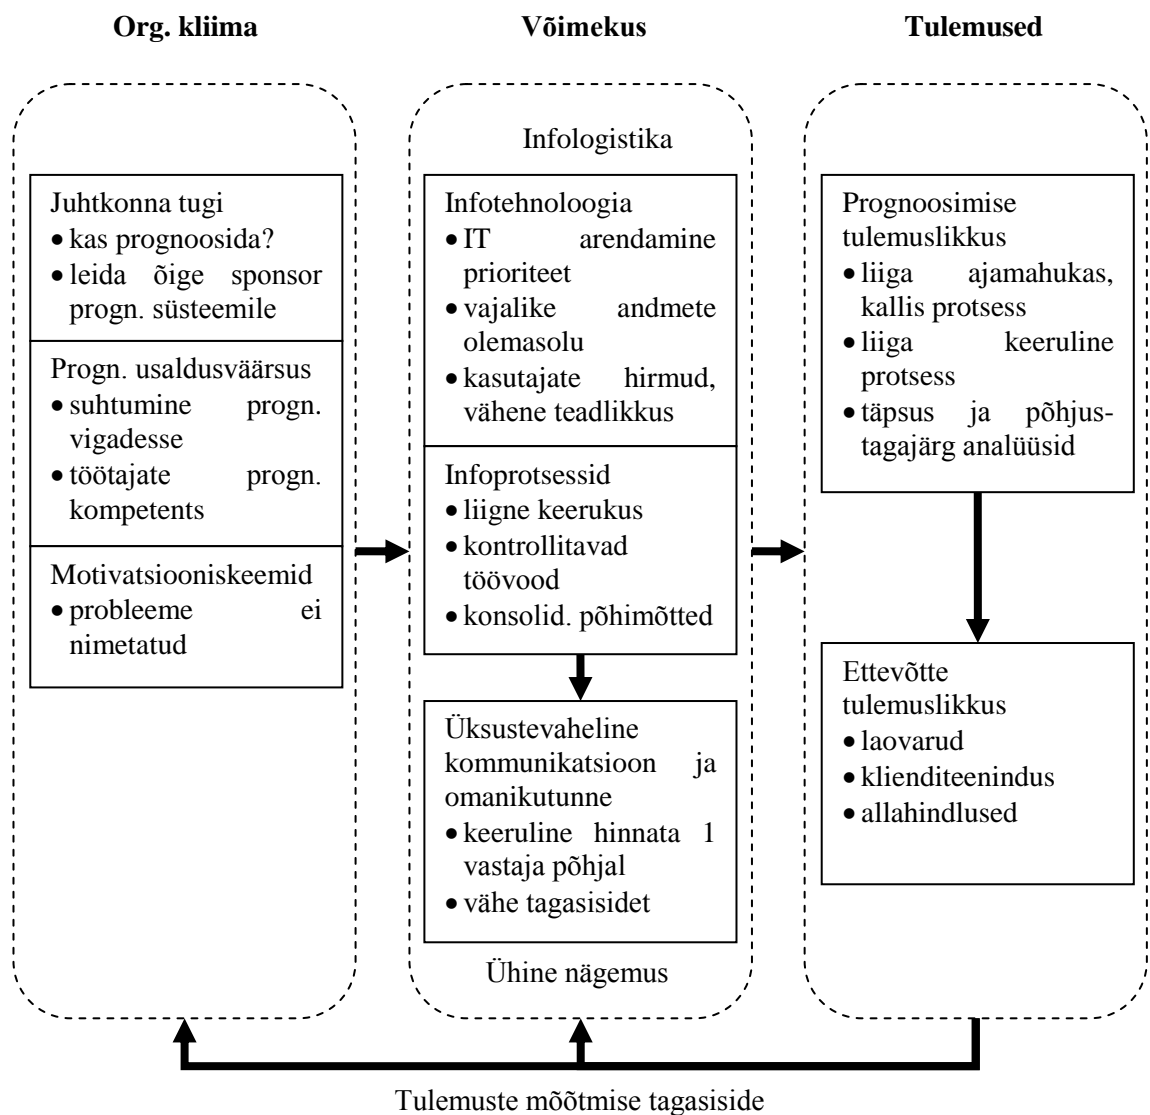 Org. kliima
Võimekus
Tulemused
Juhtkonna tugi
• kas prognoosida?
• leida õige sponsor
progn. süsteemile
Progn. usaldusväärsus
• suhtumine progn.
vigadesse
• töötajate progn.
kompetents
Motivatsiooniskeemid
• probleeme ei
nimetatud
Infologistika
Infotehnoloogia
• IT arendamine
prioriteet
• vajalike andmete
olemasolu
• kasutajate hirmud,
vähene teadlikkus
Infoprotsessid
• liigne keerukus
• kontrollitavad
töövood
• konsolid. põhimõtted
Üksustevaheline
kommunikatsioon ja
omanikutunne
• keeruline hinnata 1
vastaja põhjal
• vähe tagasisidet
Ühine nägemus
Prognoosimise
tulemuslikkus
• liiga ajamahukas,
kallis protsess
• liiga keeruline
protsess
• täpsus ja põhjus-
tagajärg analüüsid
Ettevõtte
tulemuslikkus
• laovarud
• klienditeenindus
• allahindlused
Tulemuste mõõtmise tagasiside